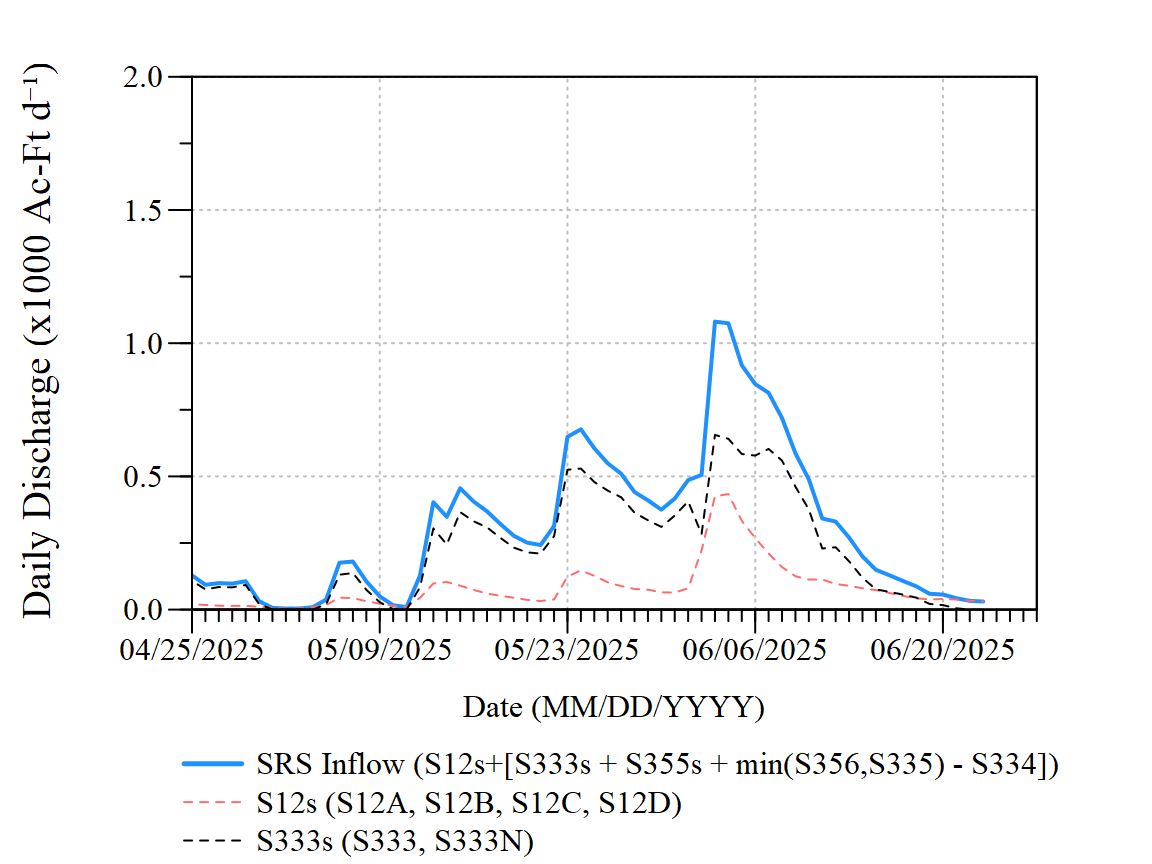 Daily Discharge (x1000 Ac-Ft d⁻¹)
2.0
1.5
1.0
0.5
0.0
04/25/2025 05/09/2025 05/23/2025 06/06/2025 06/20/2025
Date (MM/DD/YYYY)
SRS Inflow (S12s+[S333s + S355s + min(S356,S335) - S334])
S12s (S12A, S12B, S12C, S12D)
S333s (S333, S333N)